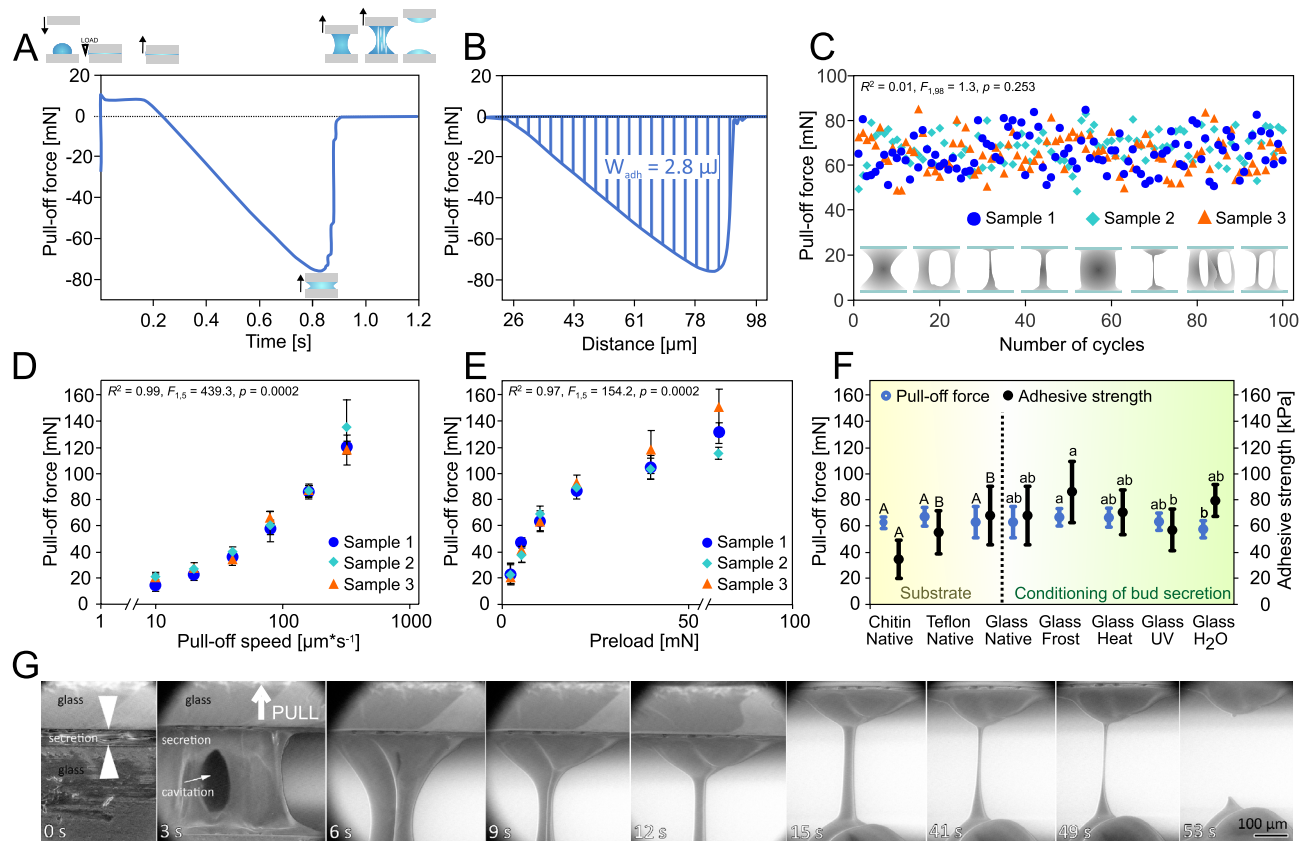 A
LOAD
Pull-off force [mN]
20
0
-20
-40
-60
-80
0.2 0.4 0.6 0.8 1.0 1.2
Time [s]
B
Pull-off force [mN]
20
0
-20
-40
-60
-80
Wadh = 2.8 µJ
26 43 61 78 98
Distance [µm]
C
R² = 0.01, F1,98 = 1.3, p = 0.253
Pull-off force [mN]
100
80
60
40
20
0
Sample 1 Sample 2 Sample 3
0 20 40 60 80 100
Number of cycles
D
R² = 0.99, F1,5 = 439.3, p = 0.0002
Pull-off force [mN]
160
140
120
100
80
60
40
20
0
Sample 1
Sample 2
Sample 3
1 10 100 1000
Pull-off speed [µm*s⁻¹]
E
R² = 0.97, F1,5 = 154.2, p = 0.0002
Pull-off force [mN]
160
140
120
100
80
60
40
20
0
Sample 1
Sample 2
Sample 3
0 50 100
Preload [mN]
F
Pull-off force Adhesive strength
Pull-off force [mN]
160
140
120
100
80
60
40
20
0
A A A B A B ab ab a a ab ab ab b b ab
Substrate
Conditioning of bud secretion
160
140
120
100
80
60
40
20
0
Adhesive strength [kPa]
Chitin Teflon Glass Glass Glass Glass Glass
Native Native Native Frost Heat UV H2O
G
glass
secretion
glass
0 s
glass
PULL
secretion
cavitation
3 s
6 s
9 s
12 s
15 s
41 s
49 s
53 s
100 µm